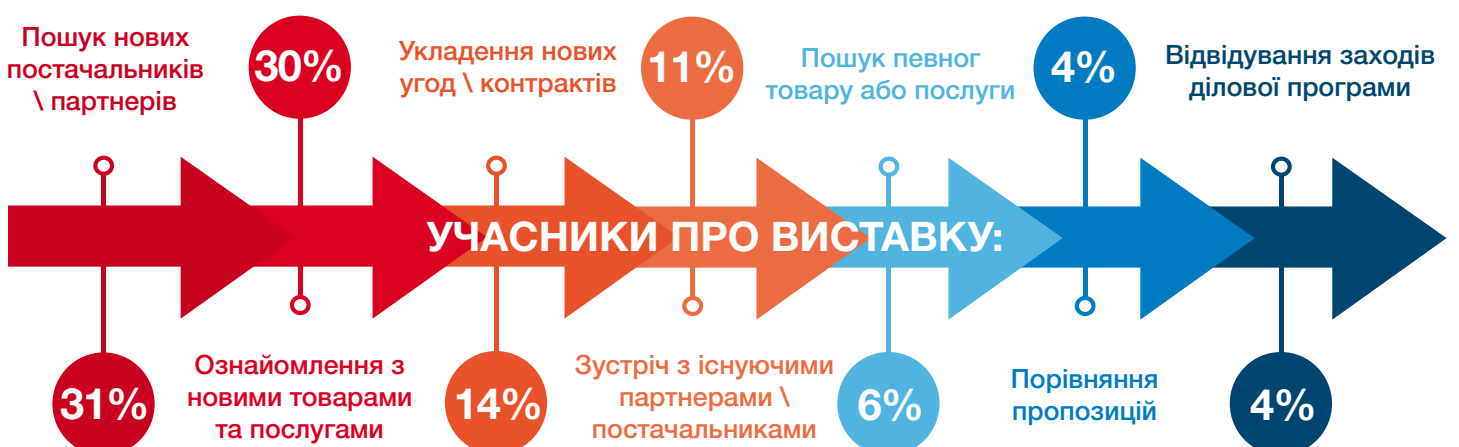 Пошук нових
постачальників
\ партнерів
31%
30%
Ознайомлення з
новими товарами
та послугами
Укладення нових
угод \ контрактів
14%
11%
Зустріч з існуючими
партнерами \
постачальниками
Пошук певног
товару або послуги
6%
4%
Порівняння
пропозицій
Відвідування заходів
ділової програми
4%
УЧАСНИКИ ПРО ВИСТАВКУ: